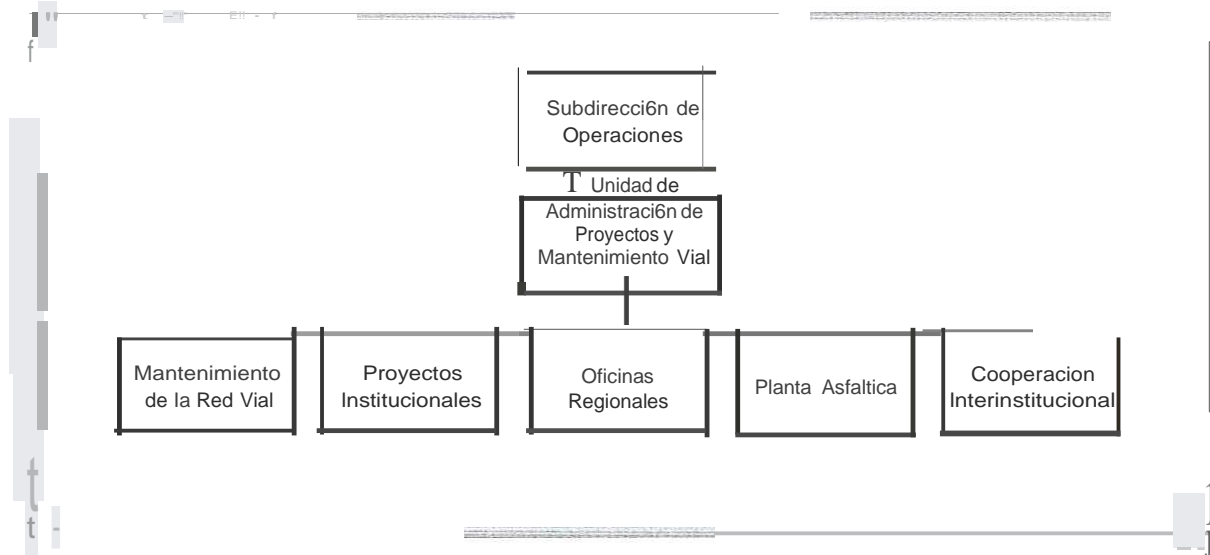 Subdirecci6n de
Operaciones
T Unidad de
Administraci6n de
Proyectos y
Mantenimiento Vial
Mantenimiento
de la Red Vial
Proyectos
Institucionales
Oficinas
Regionales
Planta Asfaltica
Cooperacion
Interinstitucional